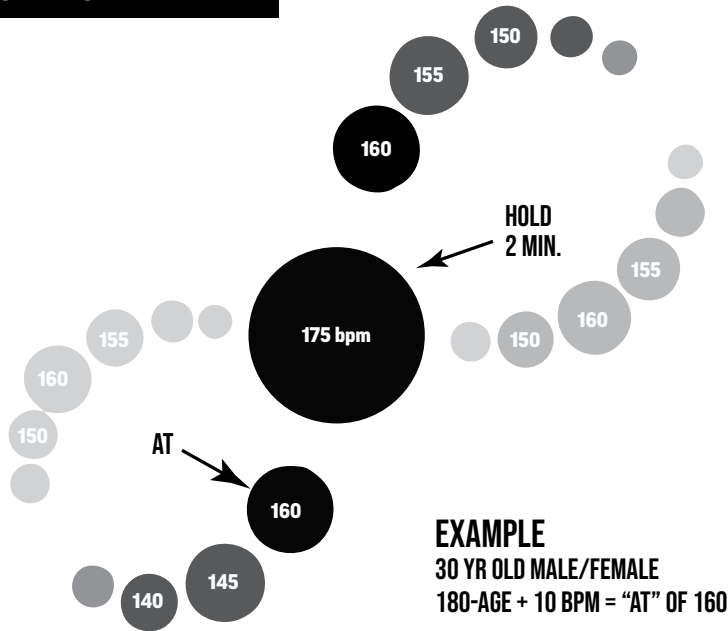 150
155
160
HOLD
2 MIN.
155
160
150
175 bpm
155
160
150
AT
160
145
140
EXAMPLE
30 YR OLD MALE/FEMALE
180-AGE + 10 BPM = “AT” OF 160